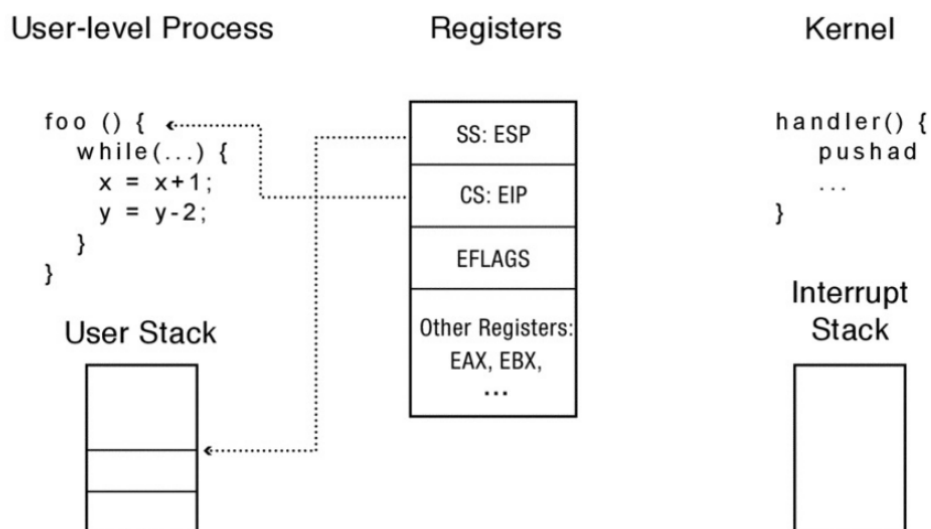 User-level Process
foo () {
while(...) {
x = x+1;
y = y-2;
}
}
User Stack
Registers
SS: ESP
CS: EIP
EFLAGS
Other Registers:
EAX, EBX,
...
Kernel
handler() {
pushad
...
}
Interrupt
Stack